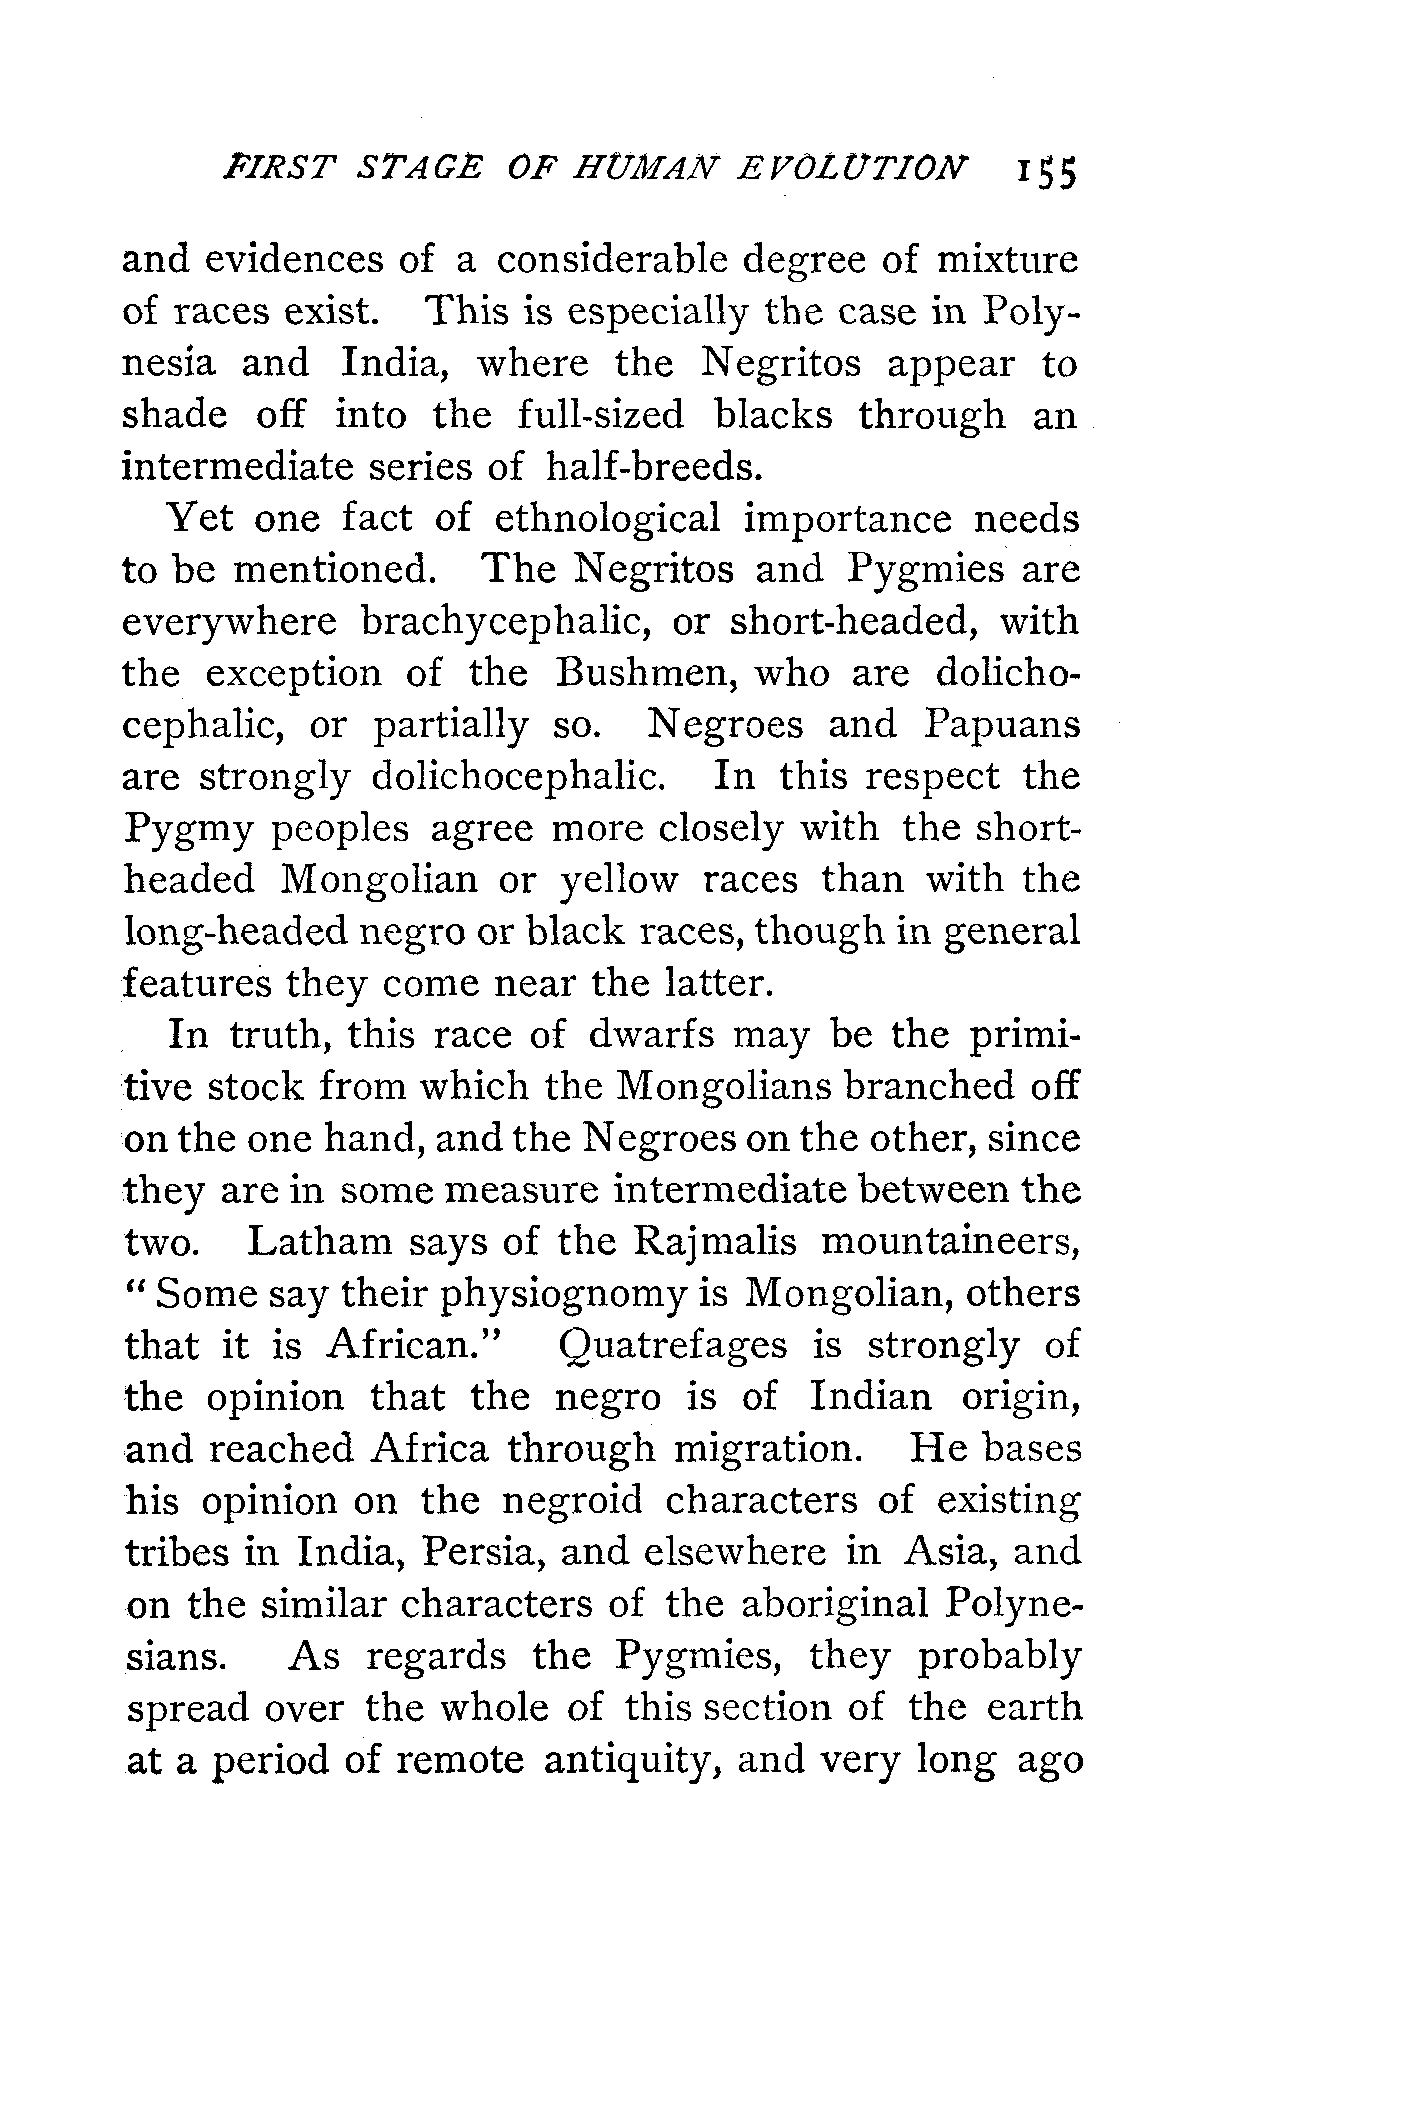 FIRST STAGE OF HUMAN EVOLUTION 155
and evidences of a considerable degree of mixture
of races exist. This is especially the case in Poly-
nesia and India, where the Negritos appear to
shade off into the full-sized blacks through an
intermediate series of half-breeds.
Yet one fact of ethnological importance needs
to be mentioned. The Negritos and Pygmies are
everywhere brachycephalic, or short-headed, with
the exception of the Bushmen, who are dolicho-
cephalic, or partially so. Negroes and Papuans
are strongly dolichocephalic. In this respect the
Pygmy peoples agree more closely with the short-
headed Mongolian or yellow races than with the
long-headed negro or black races, though in general
features they come near the latter.
In truth, this race of dwarfs may be the primi-
tive stock from which the Mongolians branched off
on the one hand, and the Negroes on the other, since
they are in some measure intermediate between the
two. Latham says of the Rajmalis mountaineers,
“Some say their physiognomy is Mongolian, others
that it is African.” Quatrefages is strongly of
the opinion that the negro is of Indian origin,
and reached Africa through migration. He bases
his opinion on the negroid characters of existing
tribes in India, Persia, and elsewhere in Asia, and
on the similar characters of the aboriginal Polyne-
sians. As regards the Pygmies, they probably
spread over the whole of this section of the earth
at a period of remote antiquity, and very long ago